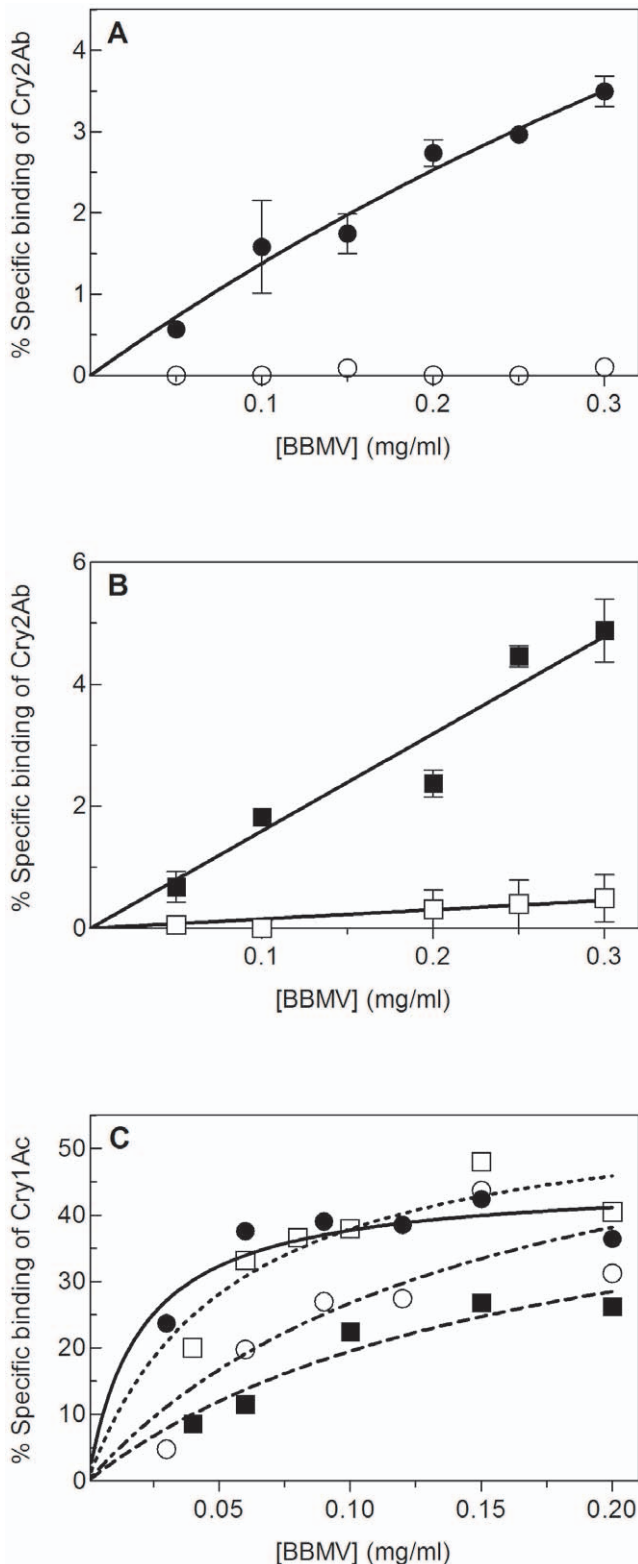 A
% Specific binding of Cry2Ab
4
3
2
1
0
0.1 0.2 0.3
[BBMV] (mg/ml)
B
% Specific binding of Cry2Ab
6
4
2
0
0.1 0.2 0.3
[BBMV] (mg/ml)
C
% Specific binding of Cry1Ac
50
40
30
20
10
0
0.05 0.10 0.15 0.20
[BBMV] (mg/ml)